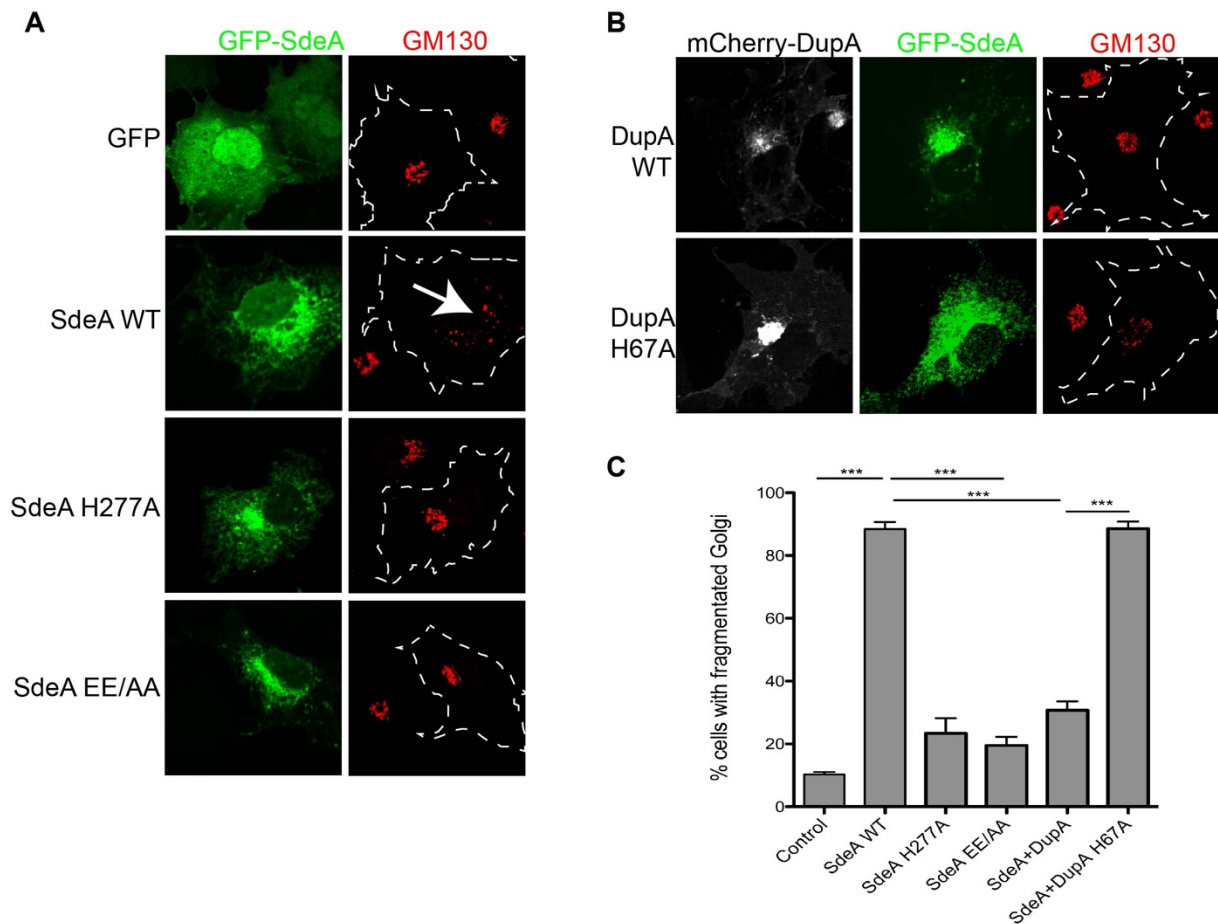 A
GFP-SdeA GM130
GFP
SdeA WT
SdeA H277A
SdeA EE/AA
B
mCherry-DupA GFP-SdeA GM130
DupA
WT
DupA
H67A
C
*** ***
***
***
% cells with fragmentated Golgi
100
80
60
40
20
0
Control
SdeA WT
SdeA H277A
SdeA EE/AA
SdeA+DupA
SdeA+DupA H67A